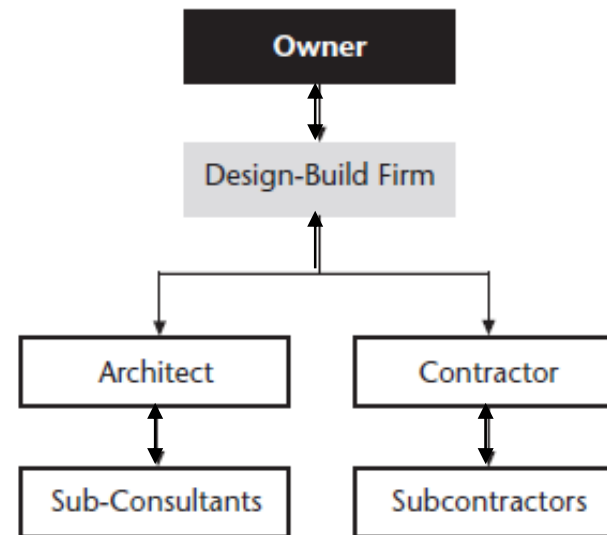 Owner
Design-Build Firm
Architect
Contractor
Sub-Consultants
Subcontractors